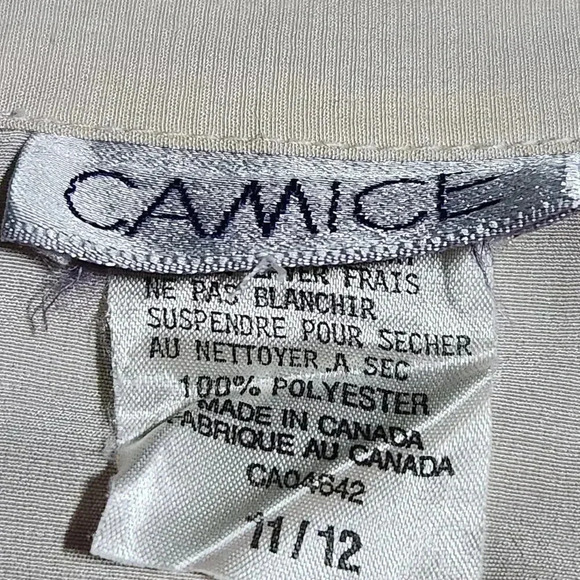 CAMICE
FRAIS
NE PAS BLANCHIR
SUSPENDRE POUR SECHER
AU NETTOYER A SEC
100% POLYESTER
MADE IN CANADA
FABRIQUE AU CANADA
CA04642
11/12